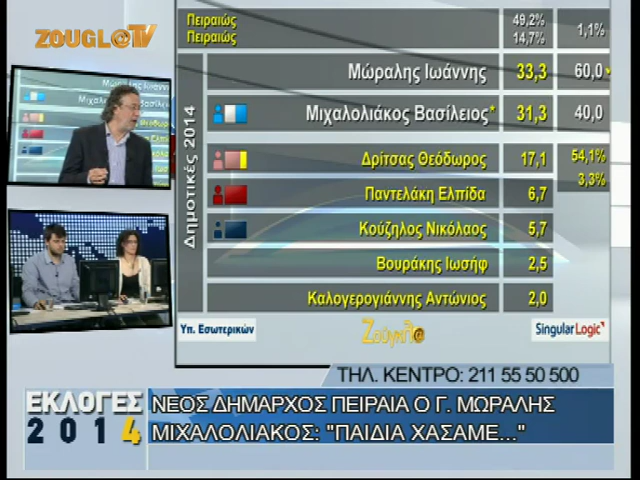 ZOUGL@TV
Πειραιώς 49,2% 1,1%
Πειραιώς 14,7%
Δημοτικές 2014
Μώραλης Ιωάννης 33,3 60,0*
Μιχαλολιάκος Βασίλειος* 31,3 40,0
Δρίτσας Θεόδωρος 17,1 54,1%
3,3%
Παντελάκη Ελπίδα 6,7
Κούζηλος Νικόλαος 5,7
Βουράκης Ιωσήφ 2,5
Καλογερογιάννης Αντώνιος 2,0
Υπ. Εσωτερικών Ζούγκλ@ SingularLogic
ΤΗΛ. ΚΕΝΤΡΟ: 211 55 50 500
ΕΚΛΟΓΕΣ
2014
ΝΕΟΣ ΔΗΜΑΡΧΟΣ ΠΕΙΡΑΙΑ Ο Γ. ΜΩΡΑΛΗΣ
ΜΙΧΑΛΟΛΙΑΚΟΣ: "ΠΑΙΔΙΑ ΧΑΣΑΜΕ..."